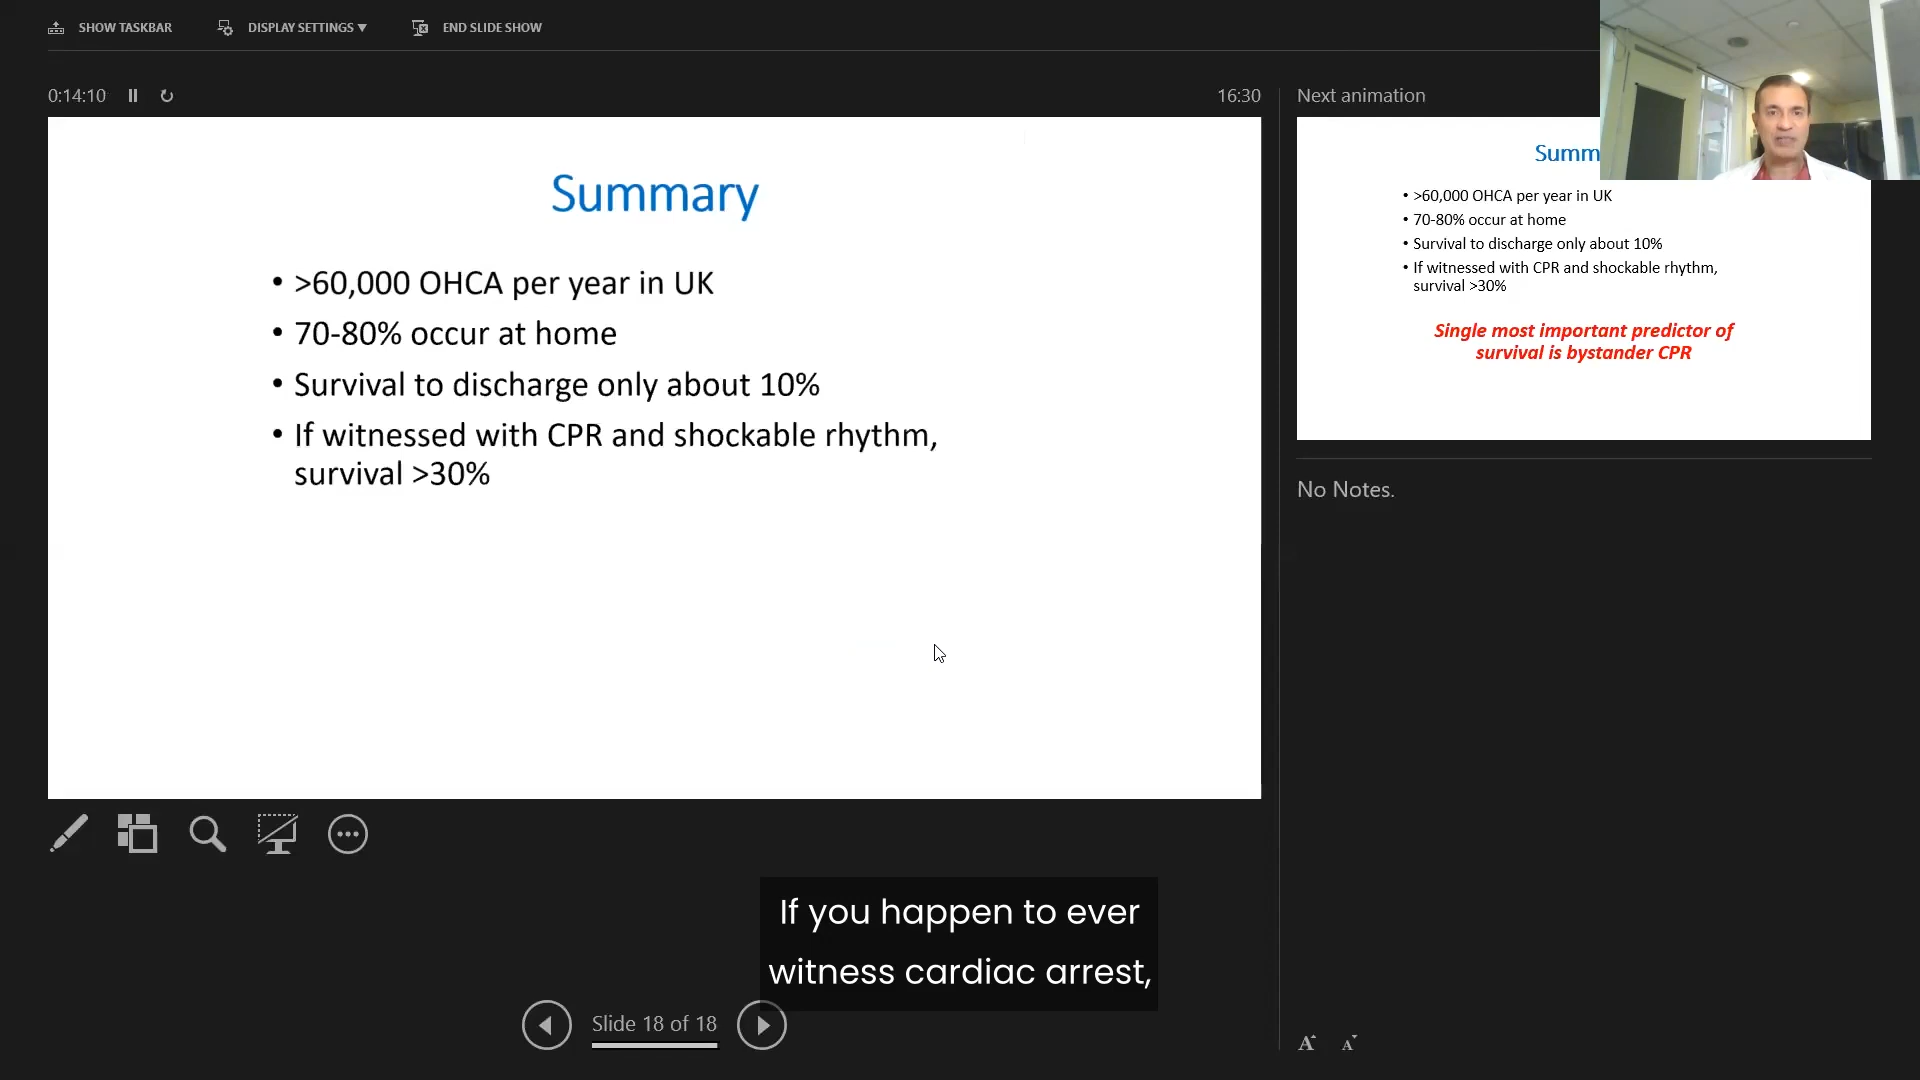 SHOW TASKBAR
DISPLAY SETTINGS ▼
END SLIDE SHOW
0:14:10
16:30
Summary
• >60,000 OHCA per year in UK
• 70-80% occur at home
• Survival to discharge only about 10%
• If witnessed with CPR and shockable rhythm,
survival >30%
Next animation
Summ
• >60,000 OHCA per year in UK
• 70-80% occur at home
• Survival to discharge only about 10%
• If witnessed with CPR and shockable rhythm,
survival >30%
Single most important predictor of
survival is bystander CPR
No Notes.
If you happen to ever
witness cardiac arrest,
Slide 18 of 18
A A